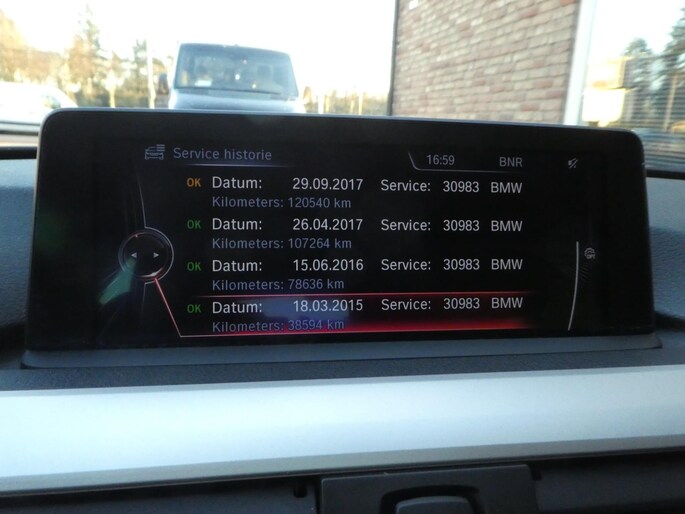 Service historie 16:59 BNR
OK Datum: 29.09.2017 Service: 30983 BMW
Kilometers: 120540 km
OK Datum: 26.04.2017 Service: 30983 BMW
Kilometers: 107264 km
OK Datum: 15.06.2016 Service: 30983 BMW
Kilometers: 78636 km
OK Datum: 18.03.2015 Service: 30983 BMW
Kilometers: 38594 km